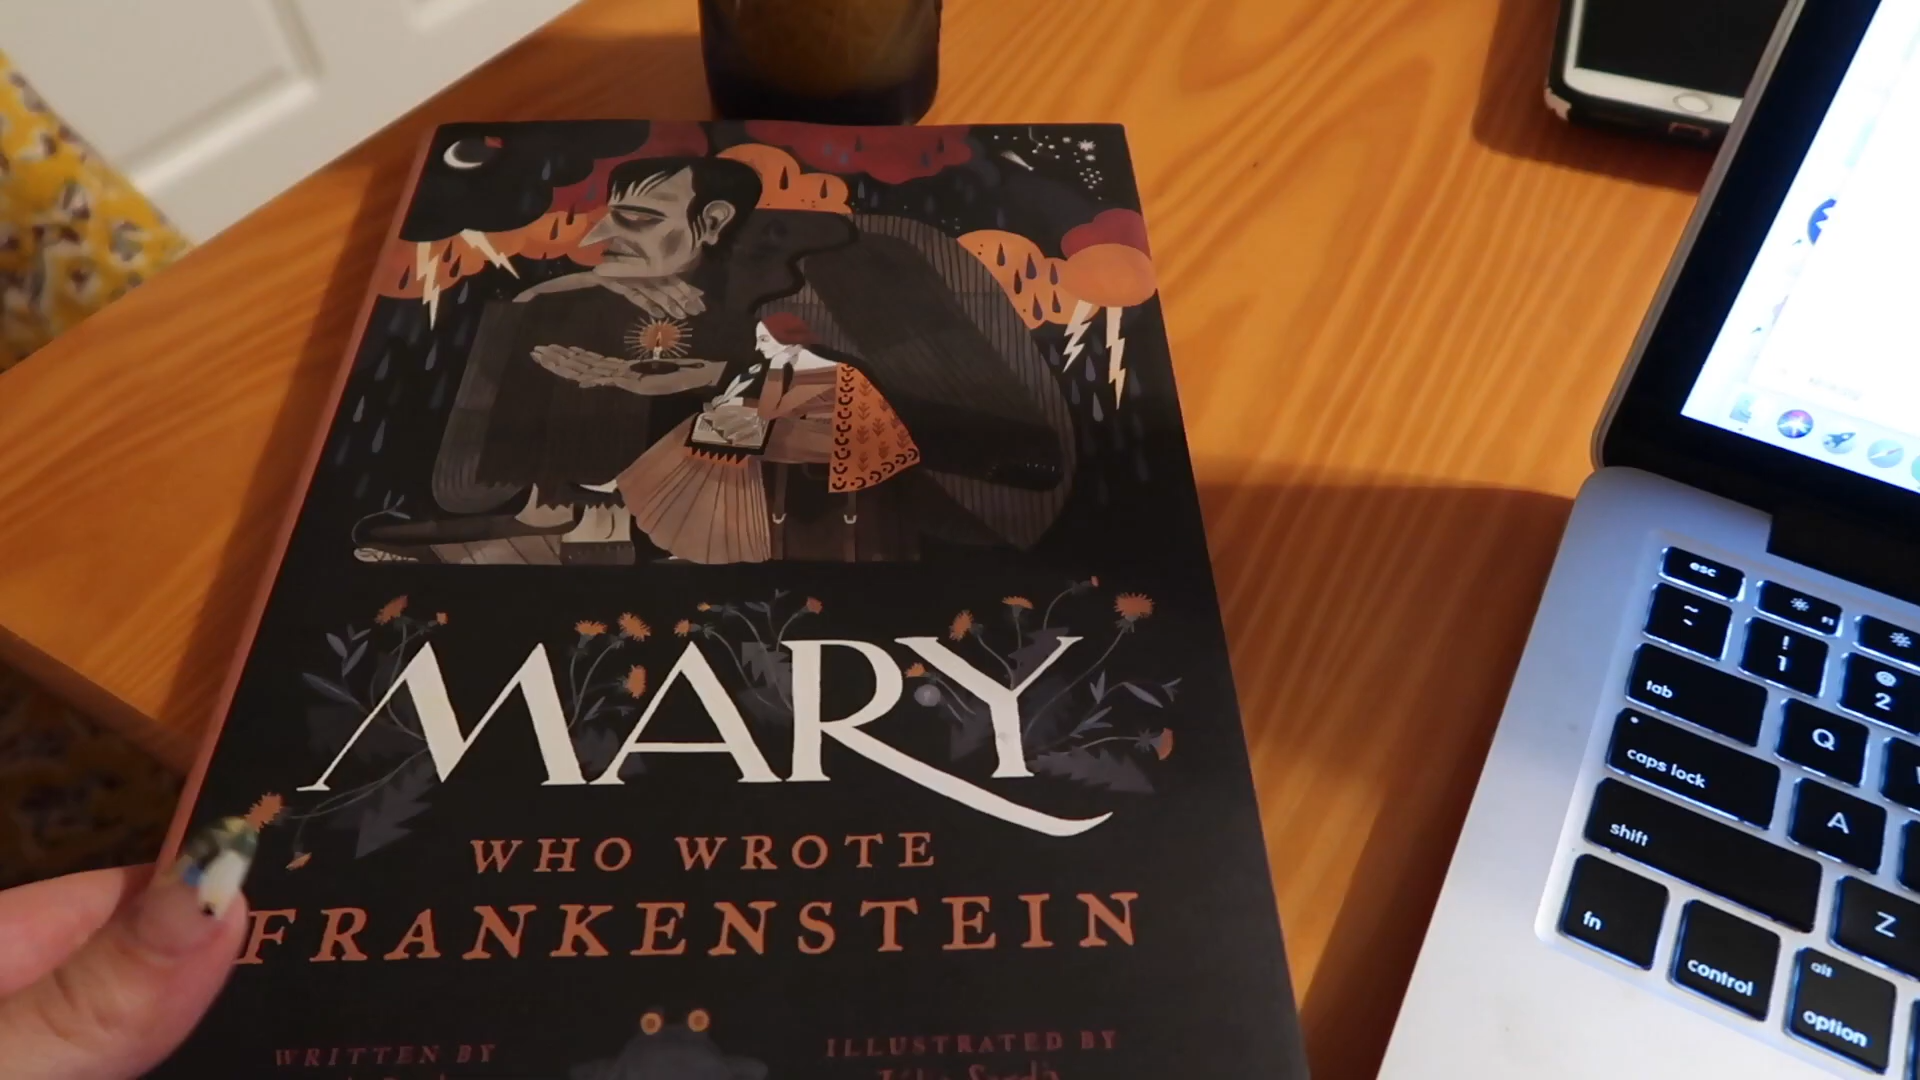 MARY
WHO WROTE
FRANKENSTEIN
WRITTEN BY
ILLUSTRATED BY
esc
~
!
1
@
2
tab
Q
caps lock
A
shift
Z
fn
control
alt
option